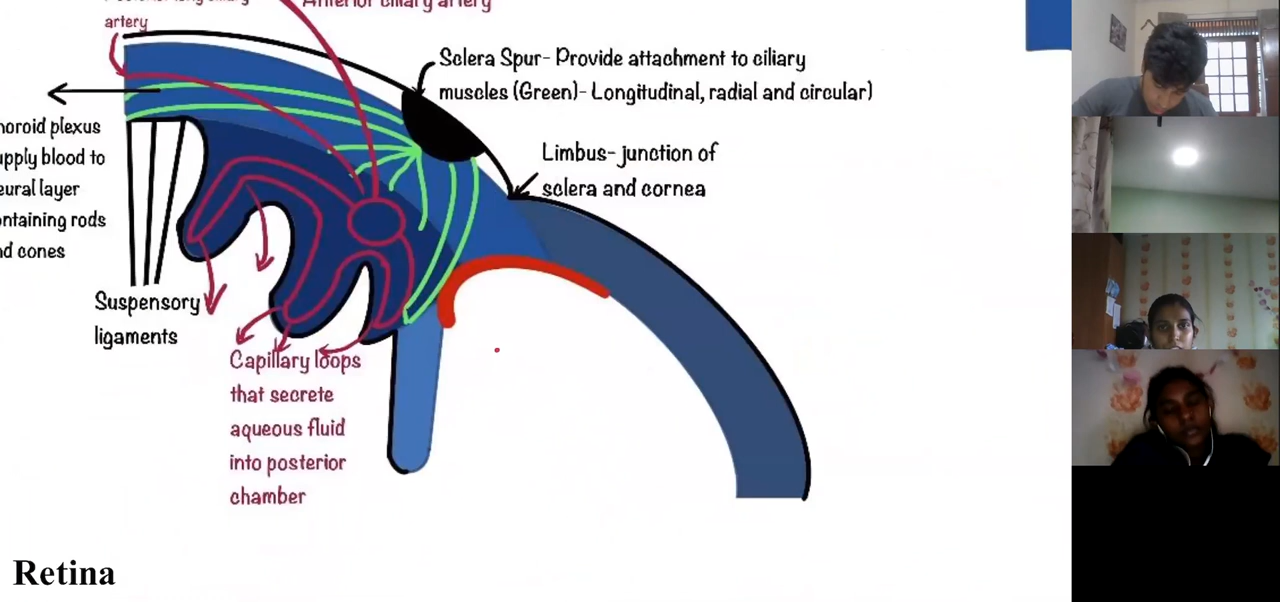 artery
Anterior ciliary artery
Sclera Spur- Provide attachment to ciliary
muscles (Green)- Longitudinal, radial and circular)
Limbus- junction of
sclera and cornea
horoid plexus
upply blood to
eural layer
ontaining rods
nd cones
Suspensory
ligaments
Capillary loops
that secrete
aqueous fluid
into posterior
chamber
Retina